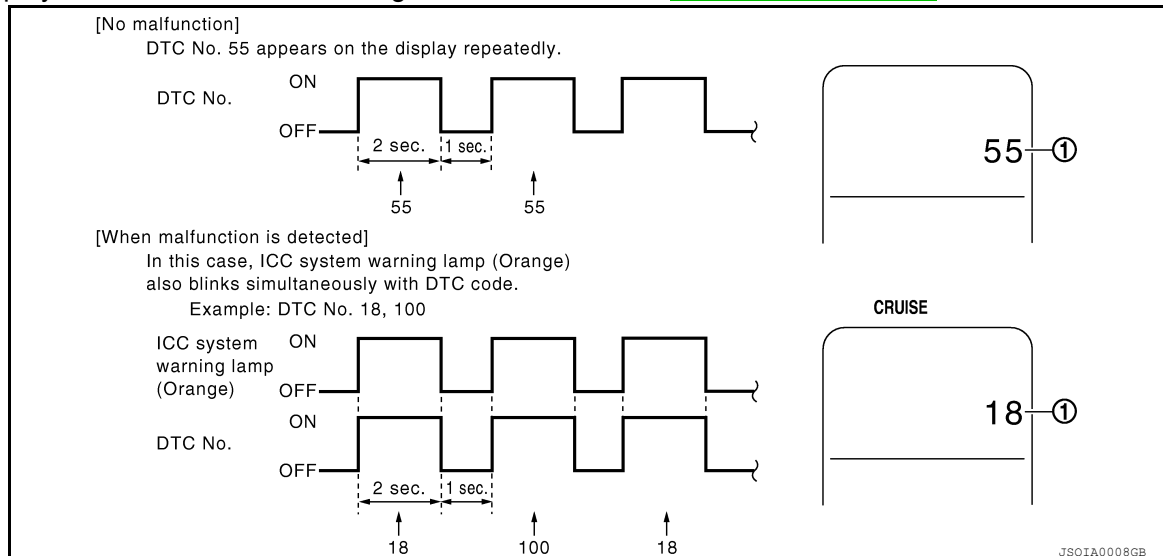 [No malfunction]
DTC No. 55 appears on the display repeatedly.
DTC No.
ON
OFF
2 sec.
1 sec.
55
55
55
①
[When malfunction is detected]
In this case, ICC system warning lamp (Orange)
also blinks simultaneously with DTC code.
Example: DTC No. 18, 100
ICC system
warning lamp
(Orange)
ON
OFF
DTC No.
ON
OFF
2 sec.
1 sec.
18
100
18
CRUISE
18
①
JSOIA0008GB